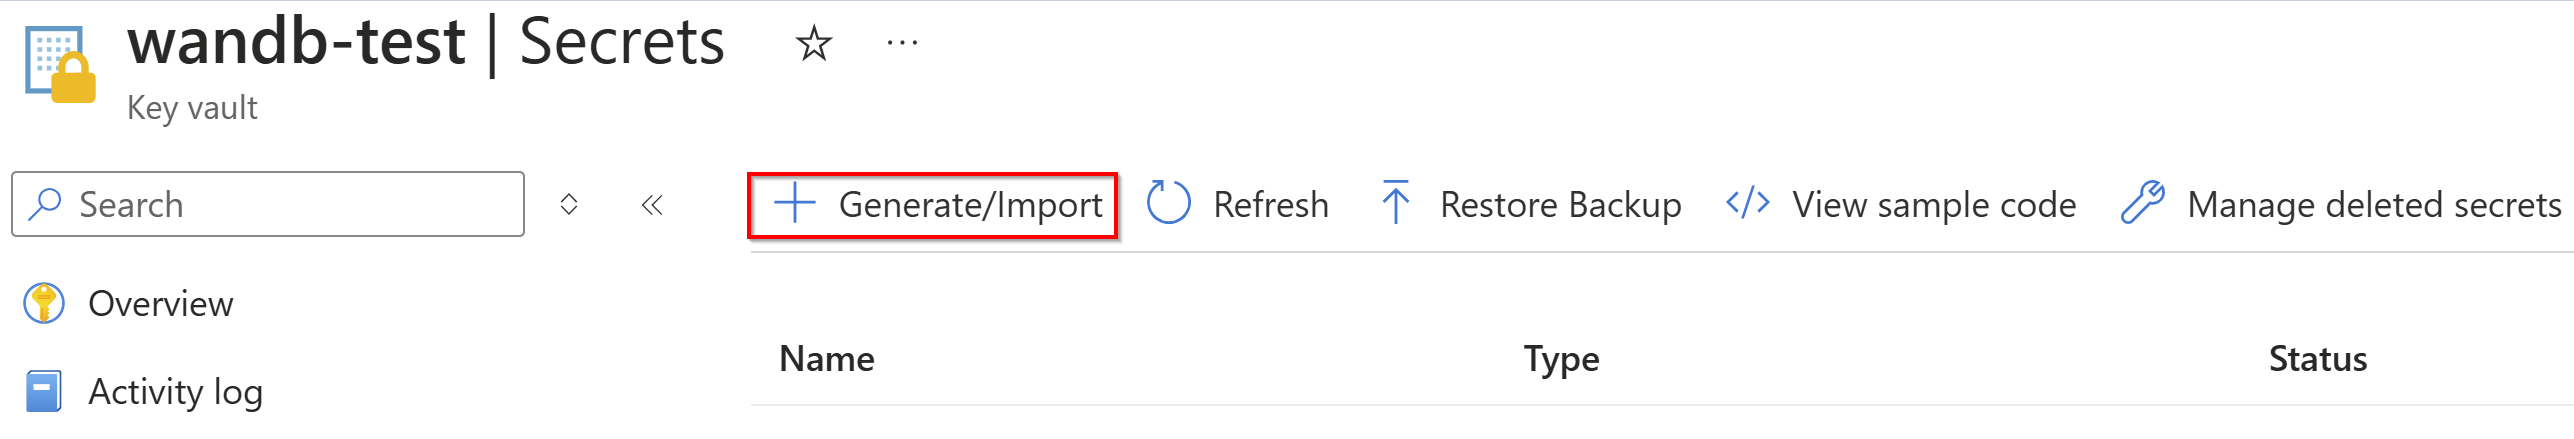 wandb-test | Secrets
Key vault
Search
Generate/Import Refresh Restore Backup View sample code Manage deleted secrets
Overview
Activity log
Name Type Status